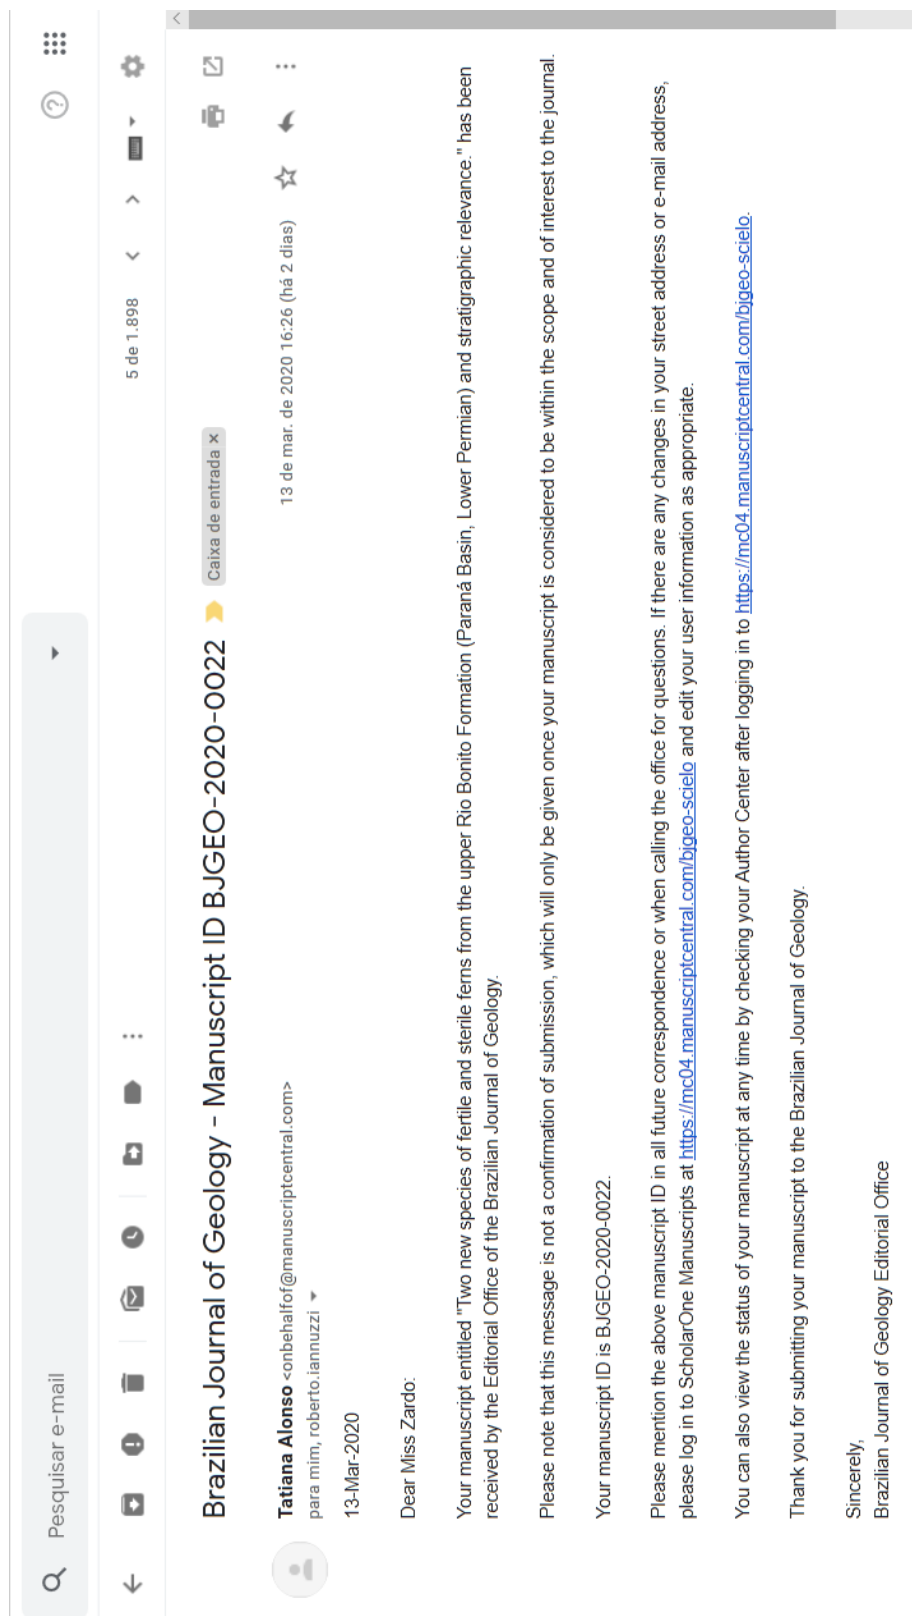 Pesquisar e-mail
5 de 1.898
Brazilian Journal of Geology - Manuscript ID BJGEO-2020-0022 Caixa de entrada ×
Tatiana Alonso <onbehalfof@manuscriptcentral.com> 13 de mar. de 2020 16:26 (há 2 dias)
para mim, roberto.iannuzzi
13-Mar-2020
Dear Miss Zardo:
Your manuscript entitled "Two new species of fertile and sterile ferns from the upper Rio Bonito Formation (Paraná Basin, Lower Permian) and stratigraphic relevance." has been
received by the Editorial Office of the Brazilian Journal of Geology.
Please note that this message is not a confirmation of submission, which will only be given once your manuscript is considered to be within the scope and of interest to the journal.
Your manuscript ID is BJGEO-2020-0022.
Please mention the above manuscript ID in all future correspondence or when calling the office for questions. If there are any changes in your street address or e-mail address,
please log in to ScholarOne Manuscripts at https://mc04.manuscriptcentral.com/bjgeo-scielo and edit your user information as appropriate.
You can also view the status of your manuscript at any time by checking your Author Center after logging in to https://mc04.manuscriptcentral.com/bjgeo-scielo.
Thank you for submitting your manuscript to the Brazilian Journal of Geology.
Sincerely,
Brazilian Journal of Geology Editorial Office